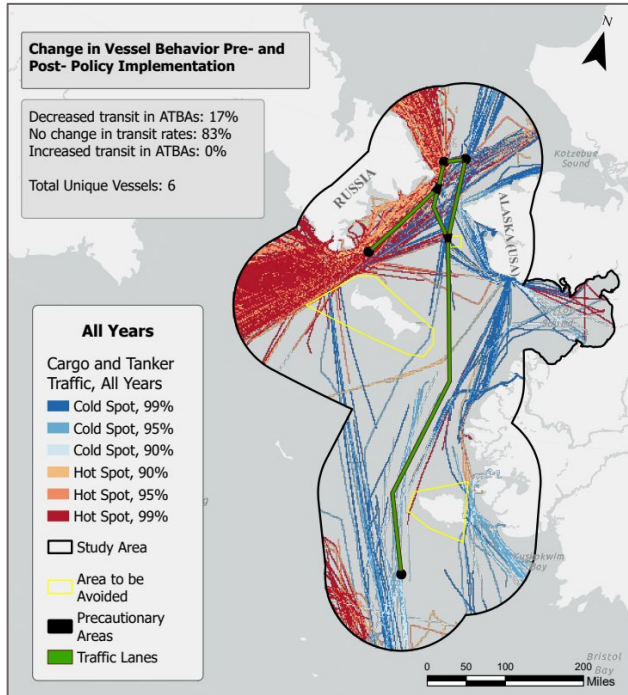 Change in Vessel Behavior Pre- and
Post- Policy Implementation
Decreased transit in ATBAs: 17%
No change in transit rates: 83%
Increased transit in ATBAs: 0%
Total Unique Vessels: 6
N
Kotzebue
Sound
RUSSIA
ALASKA (USA)
Sound
All Years
Cargo and Tanker
Traffic, All Years
Cold Spot, 99%
Cold Spot, 95%
Cold Spot, 90%
Hot Spot, 90%
Hot Spot, 95%
Hot Spot, 99%
Study Area
Area to be
Avoided
Precautionary
Areas
Traffic Lanes
Kuskokwim
Bay
Bristol
Bay
0 50 100 200
Miles